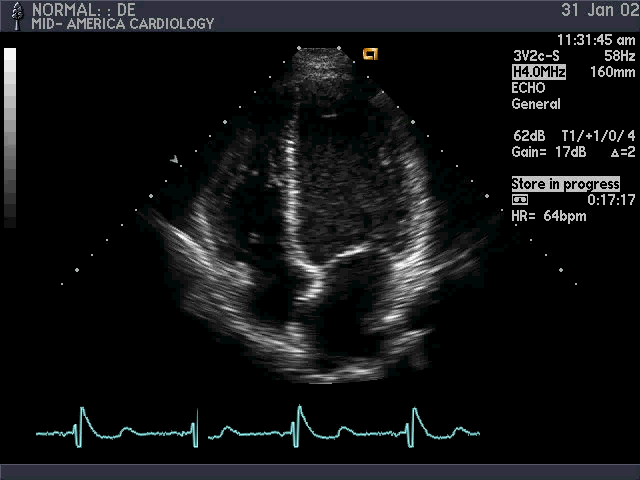 NORMAL: : DE
31 Jan 02
MID- AMERICA CARDIOLOGY
11:31:45 am
3V2c-S 58Hz
H4.0MHz 160mm
ECHO
General
62dB T1/+1/0/4
Gain= 17dB Δ=2
Store in progress
0:17:17
HR= 64bpm